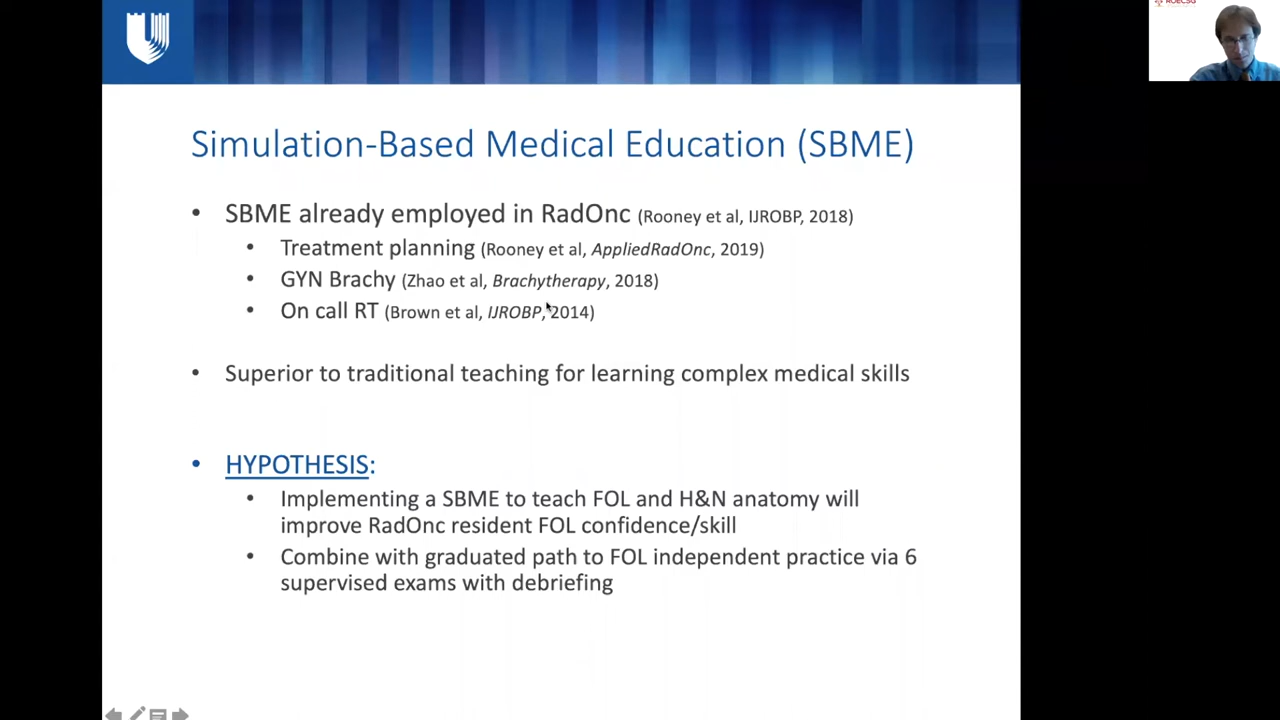 ROECSG
Simulation-Based Medical Education (SBME)
• SBME already employed in RadOnc (Rooney et al, IJROBP, 2018)
• Treatment planning (Rooney et al, AppliedRadOnc, 2019)
• GYN Brachy (Zhao et al, Brachytherapy, 2018)
• On call RT (Brown et al, IJROBP, 2014)
• Superior to traditional teaching for learning complex medical skills
• HYPOTHESIS:
• Implementing a SBME to teach FOL and H&N anatomy will
improve RadOnc resident FOL confidence/skill
• Combine with graduated path to FOL independent practice via 6
supervised exams with debriefing